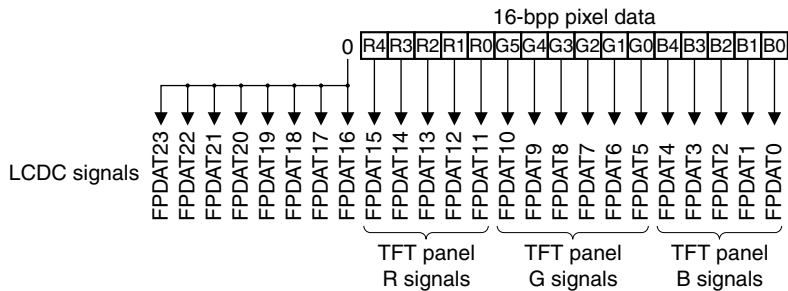 16-bpp pixel data
0 R4 R3 R2 R1 R0 G5 G4 G3 G2 G1 G0 B4 B3 B2 B1 B0
LCDC signals
FPDAT23
FPDAT22
FPDAT21
FPDAT20
FPDAT19
FPDAT18
FPDAT17
FPDAT16
FPDAT15
FPDAT14
FPDAT13
FPDAT12
FPDAT11
FPDAT10
FPDAT9
FPDAT8
FPDAT7
FPDAT6
FPDAT5
FPDAT4
FPDAT3
FPDAT2
FPDAT1
FPDAT0
TFT panel
R signals
TFT panel
G signals
TFT panel
B signals